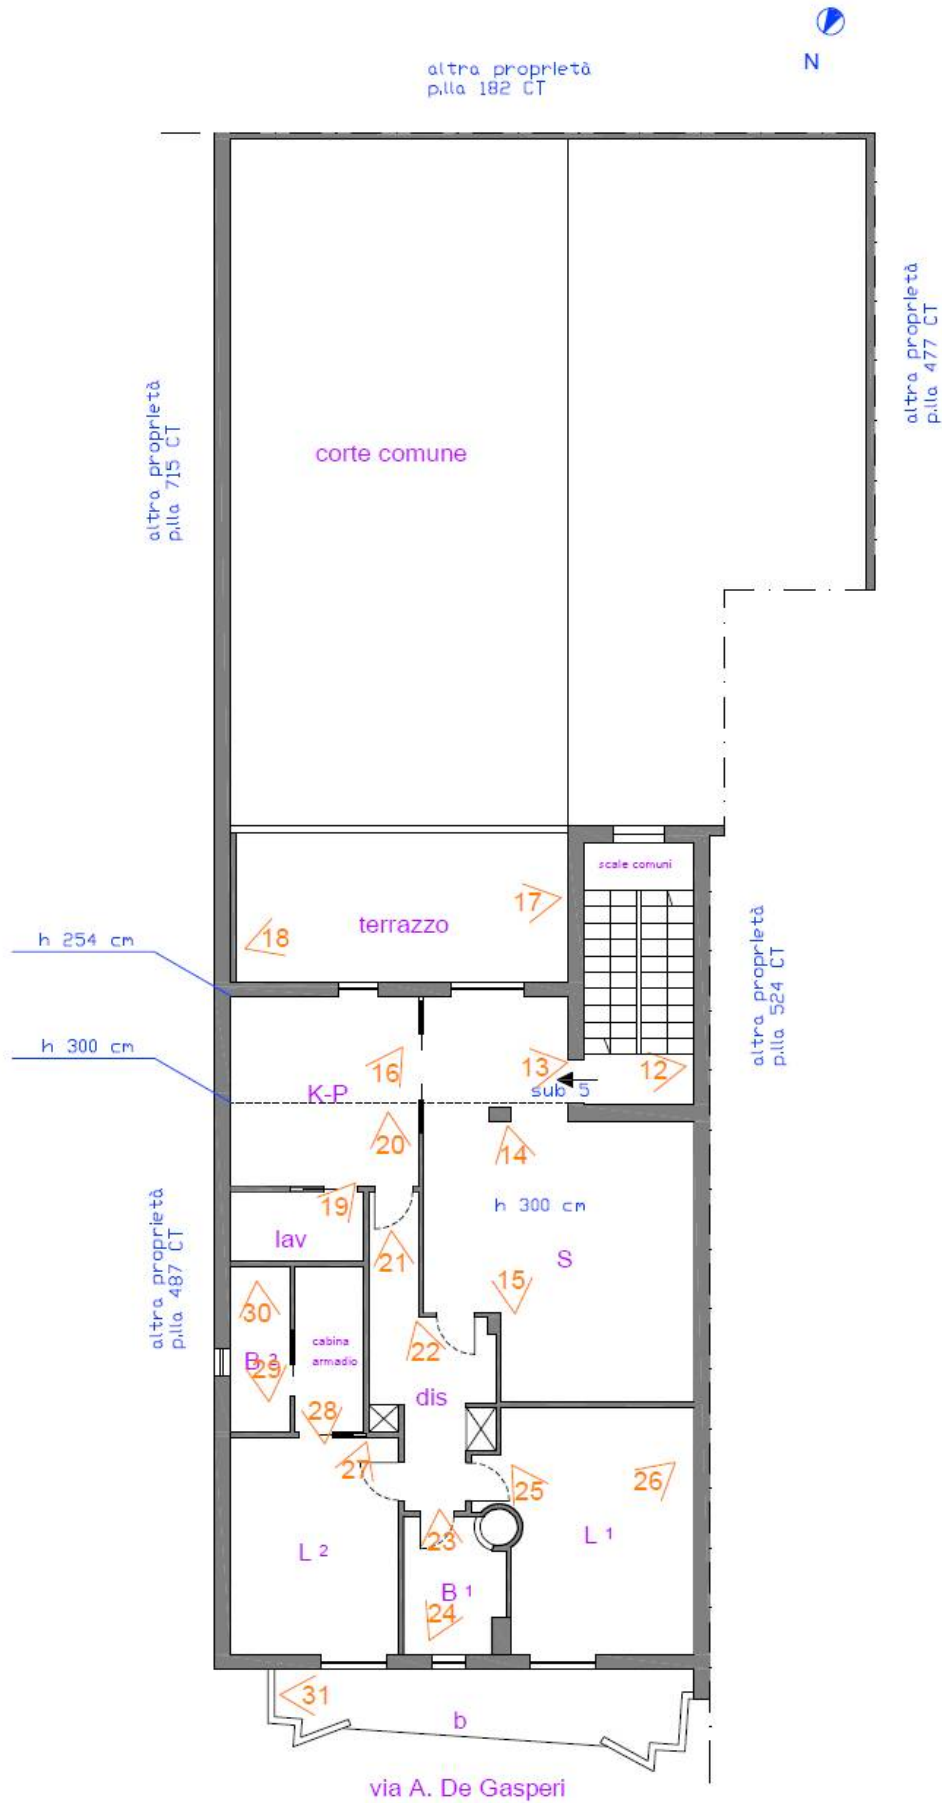 N
altra proprietà
p.lla 182 CT
altra proprietà
p.lla 477 CT
altra proprietà
p.lla 715 CT
corte comune
scale comuni
17
terrazzo
18
h 254 cm
altra proprietà
p.lla 524 CT
h 300 cm
16
13
12
K-P
sub 5
20
14
19
h 300 cm
lav
21
S
altra proprietà
p.lla 487 CT
15
30
cabina
armadio
22
B 2
29
dis
28
27
25
26
L 2
23
L 1
B 1
24
31
b
via A. De Gasperi